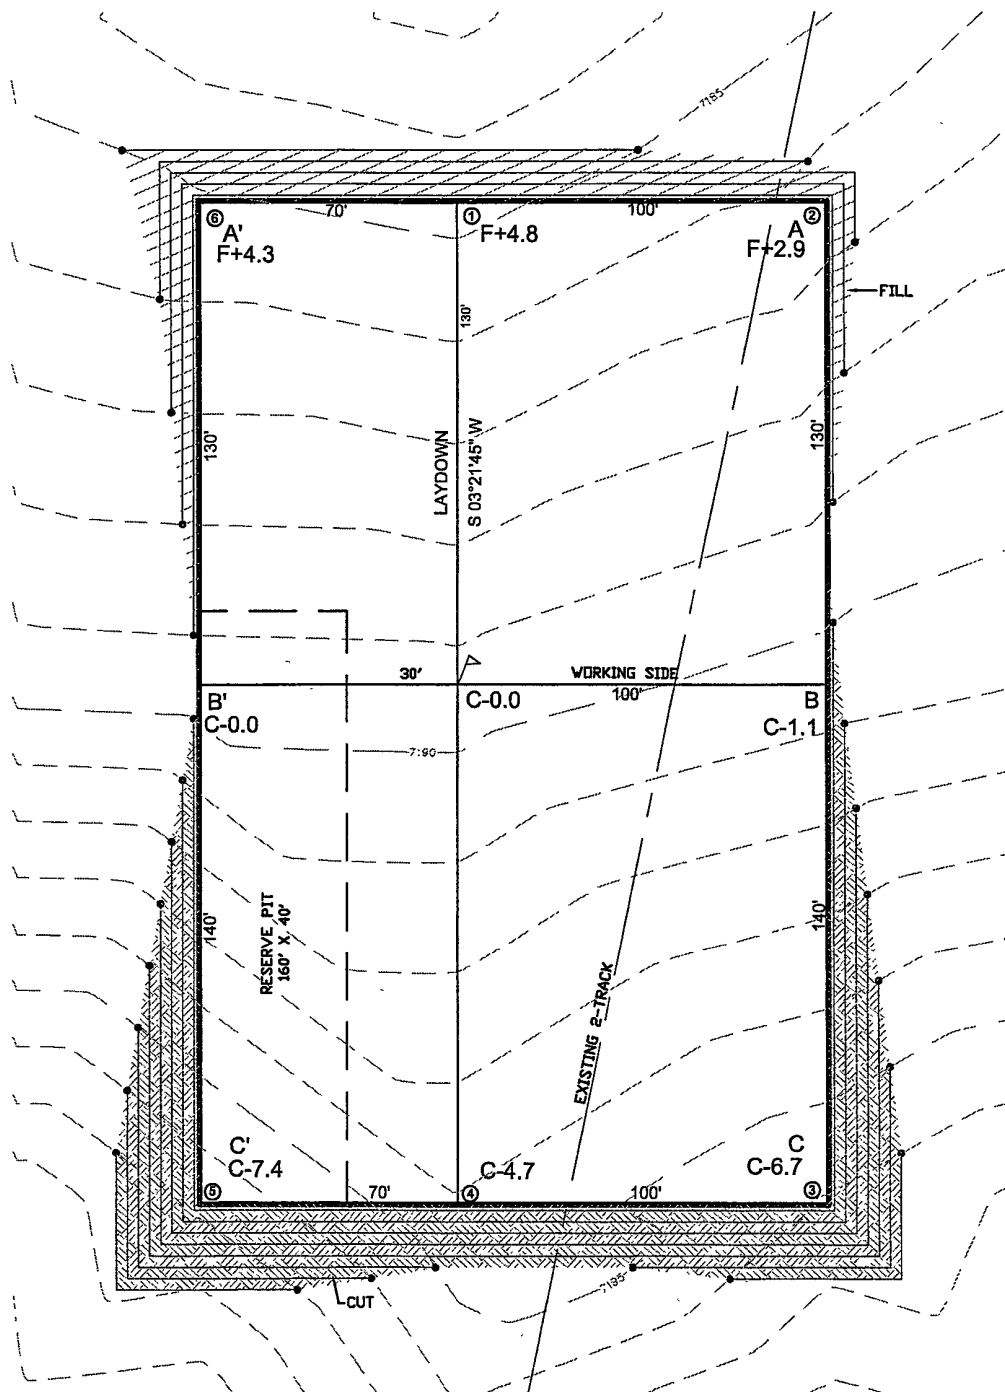 7185
6
70'
1
100'
2
A'
F+4.3
F+4.8
A
F+2.9
FILL
130'
130'
LAYDOWN
S 03°21'45" W
130'
30'
WORKING SIDE
100'
B'
C-0.0
C-0.0
B
C-1.1
7190
140'
RESERVE PIT
160' X 40'
140'
EXISTING 2-TRACK
C'
C-7.4
C-4.7
C
C-6.7
5
70'
4
100'
3
7195
CUT